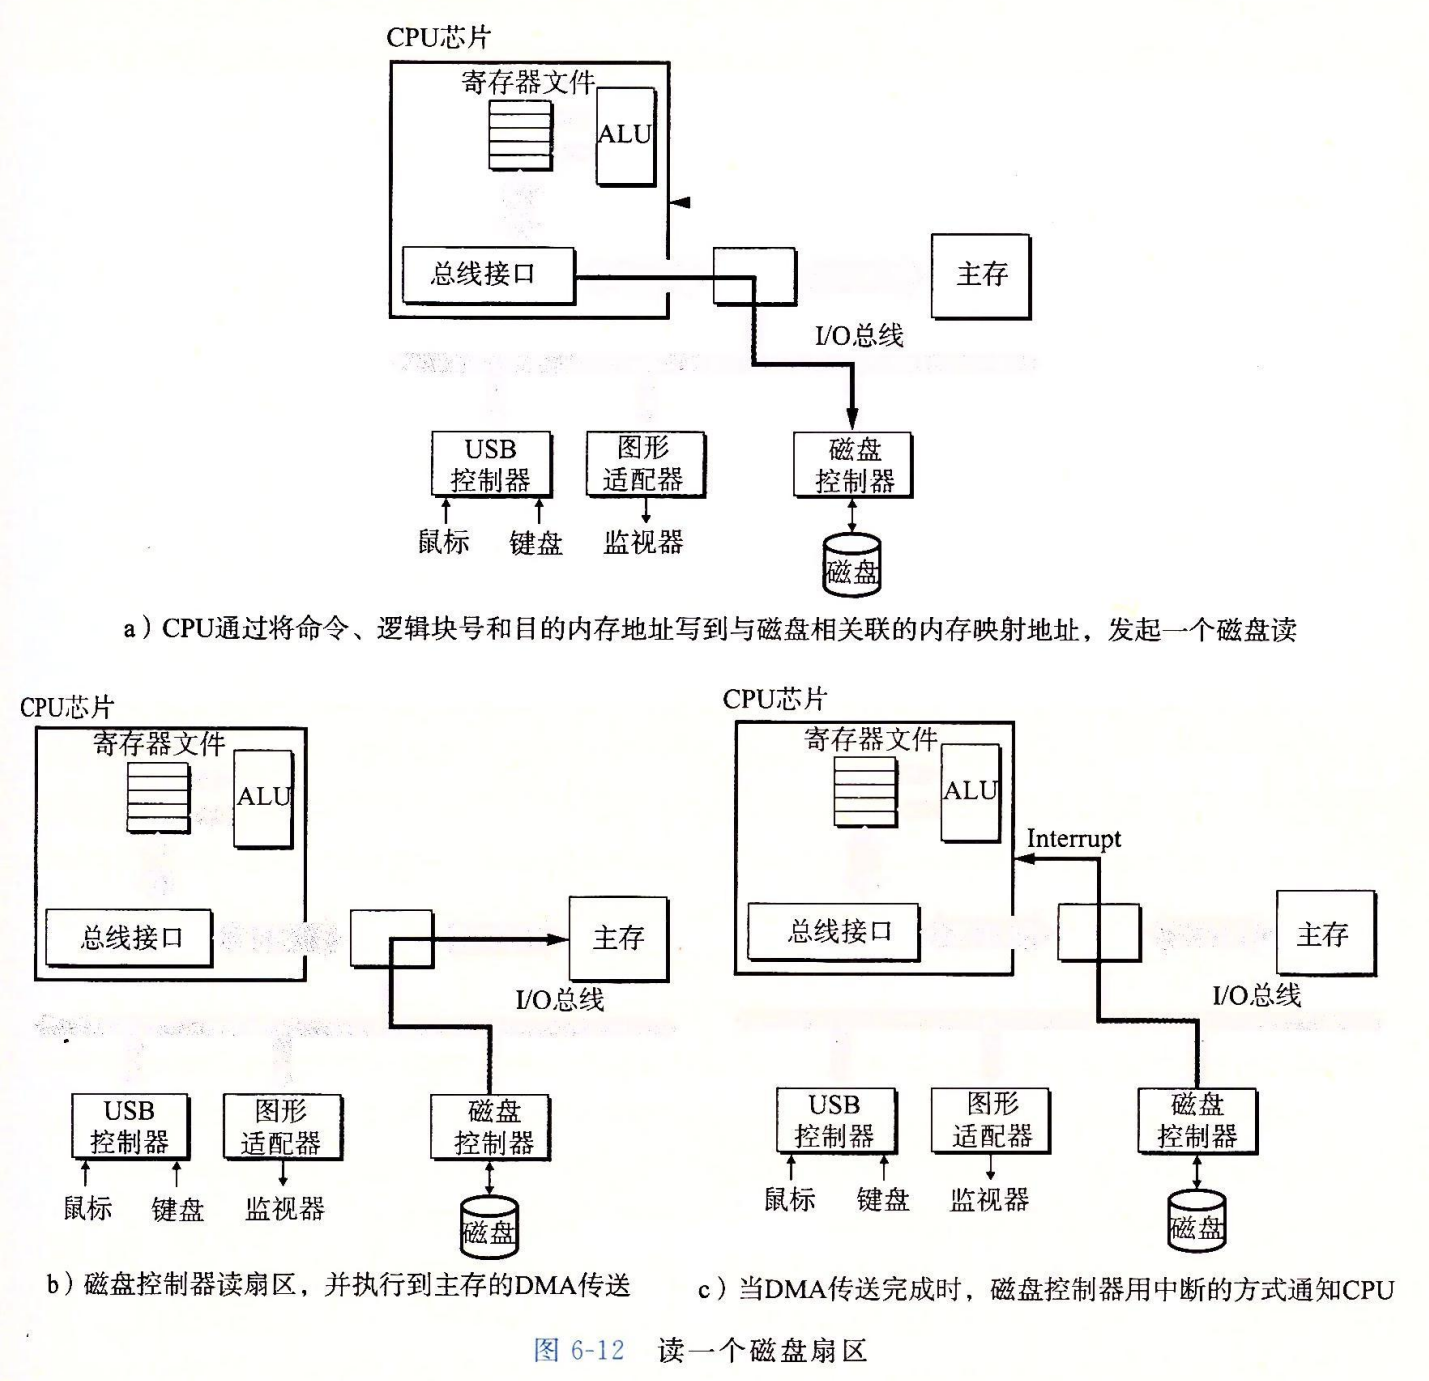 CPU芯片
寄存器文件
ALU
总线接口
主存
I/O总线
USB
控制器
图形
适配器
磁盘
控制器
鼠标
键盘
监视器
磁盘
a）CPU通过将命令、逻辑块号和目的内存地址写到与磁盘相关联的内存映射地址，发起一个磁盘读
CPU芯片
寄存器文件
ALU
总线接口
主存
I/O总线
USB
控制器
图形
适配器
磁盘
控制器
鼠标
键盘
监视器
磁盘
b）磁盘控制器读扇区，并执行到主存的DMA传送
CPU芯片
寄存器文件
ALU
Interrupt
总线接口
主存
I/O总线
USB
控制器
图形
适配器
磁盘
控制器
鼠标
键盘
监视器
磁盘
c）当DMA传送完成时，磁盘控制器用中断的方式通知CPU
图 6-12 读一个磁盘扇区